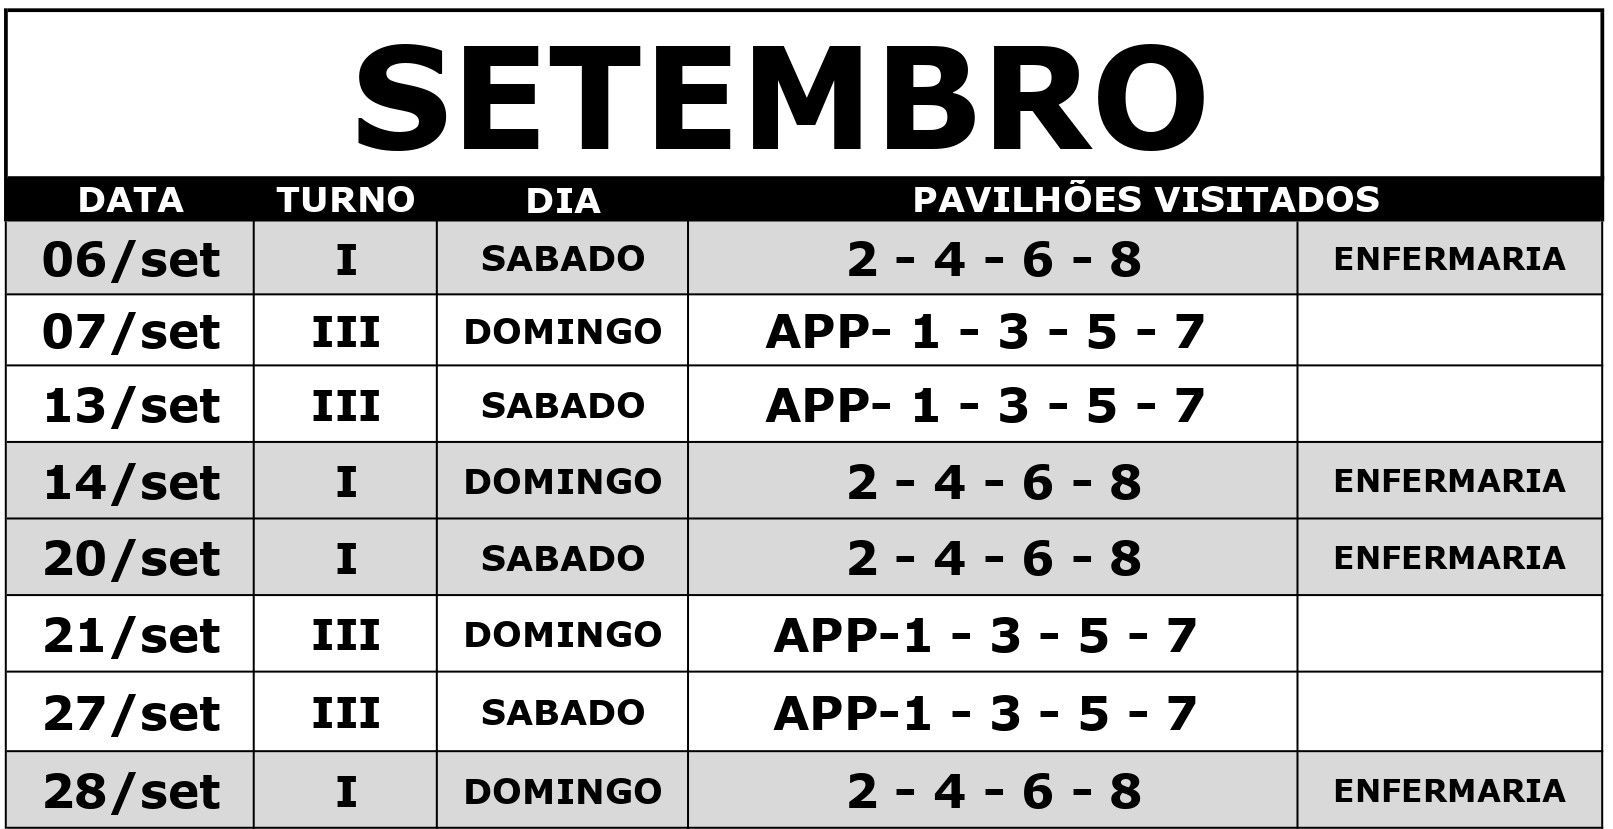 SETEMBRO
DATA TURNO DIA PAVILHÕES VISITADOS
06/set I SABADO 2 - 4 - 6 - 8 ENFERMARIA
07/set III DOMINGO APP- 1 - 3 - 5 - 7
13/set III SABADO APP- 1 - 3 - 5 - 7
14/set I DOMINGO 2 - 4 - 6 - 8 ENFERMARIA
20/set I SABADO 2 - 4 - 6 - 8 ENFERMARIA
21/set III DOMINGO APP-1 - 3 - 5 - 7
27/set III SABADO APP-1 - 3 - 5 - 7
28/set I DOMINGO 2 - 4 - 6 - 8 ENFERMARIA